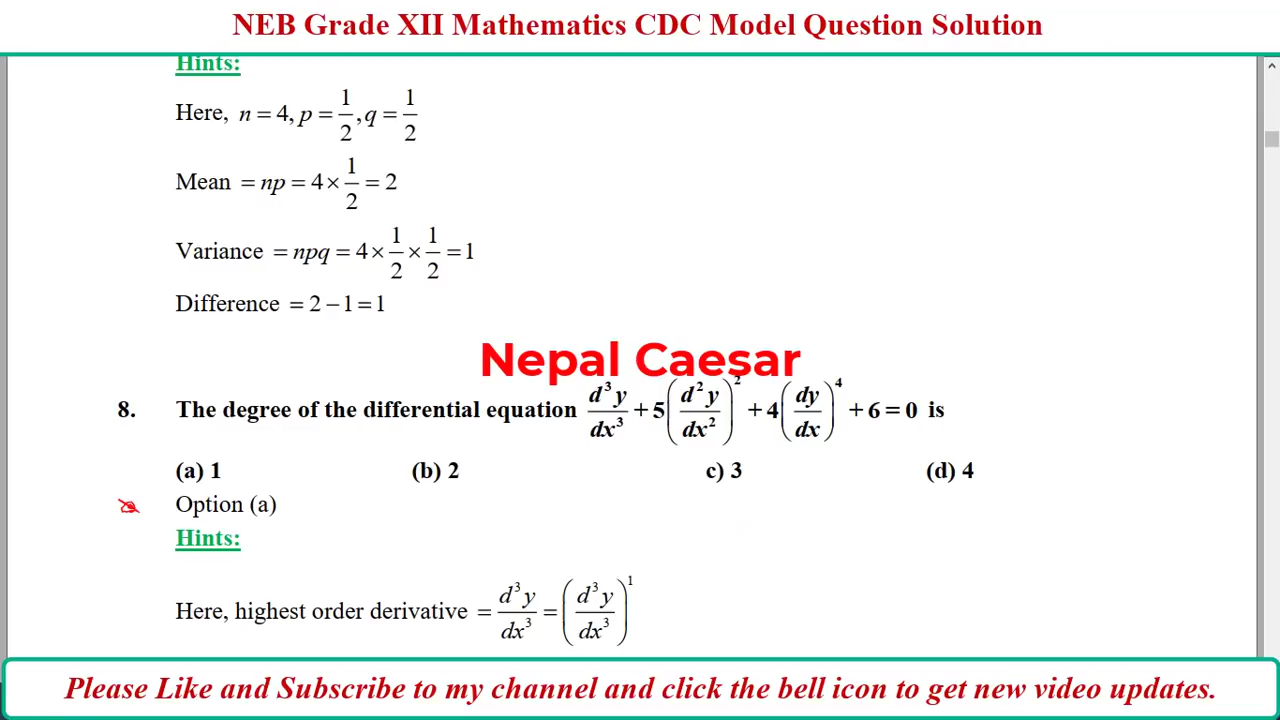 NEB Grade XII Mathematics CDC Model Question Solution
Hints:
Here, n = 4, p = 1/2, q = 1/2
Mean = np = 4 × 1/2 = 2
Variance = npq = 4 × 1/2 × 1/2 = 1
Difference = 2 − 1 = 1
Nepal Caesar
8. The degree of the differential equation d³y/dx³ + 5(d²y/dx²)² + 4(dy/dx)⁴ + 6 = 0 is
(a) 1 (b) 2 c) 3 (d) 4
Option (a)
Hints:
Here, highest order derivative = d³y/dx³ = (d³y/dx³)¹
Please Like and Subscribe to my channel and click the bell icon to get new video updates.